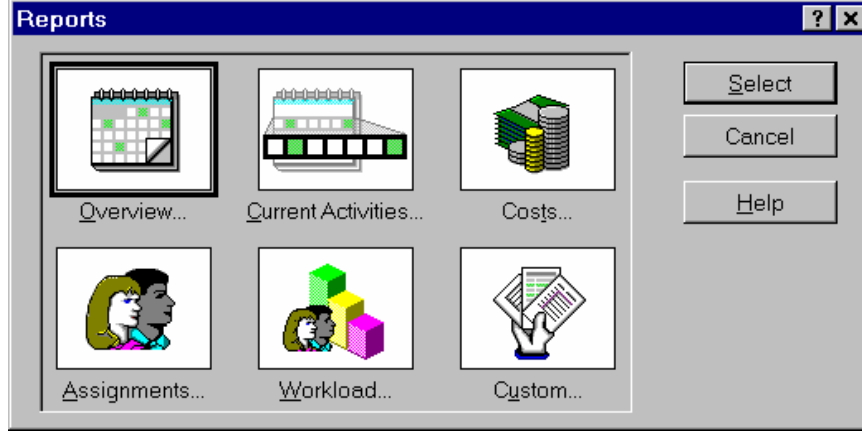 Reports
Select
Cancel
Help
Overview...
Current Activities...
Costs...
Assignments...
Workload...
Custom...